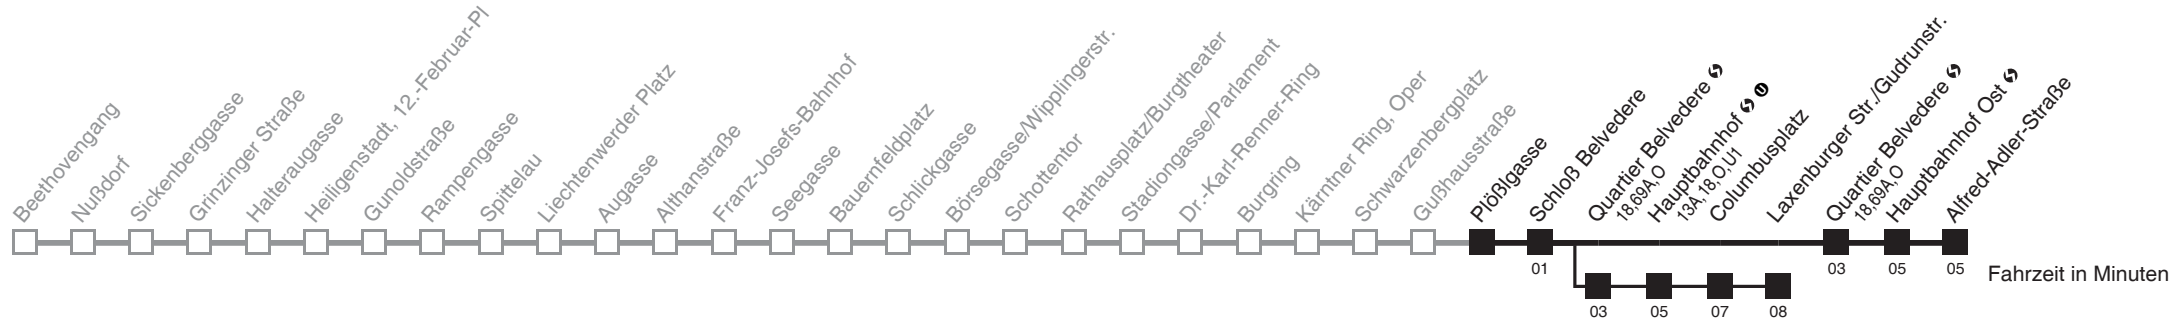 Beethovengang
Nußdorf
Sickenberggasse
Grinzinger Straße
Halteraugasse
Heiligenstadt, 12.-Februar-Pl
Gunoldstraße
Rampengasse
Spittelau
Liechtenwerder Platz
Augasse
Althanstraße
Franz-Josefs-Bahnhof
Seegasse
Bauernfeldplatz
Schlickgasse
Börsegasse/Wipplingerstr.
Schottentor
Rathausplatz/Burgtheater
Stadiongasse/Parlament
Dr.-Karl-Renner-Ring
Burgring
Kärntner Ring, Oper
Schwarzenbergplatz
Gußhausstraße
Plößlgasse
Schloß Belvedere
Quartier Belvedere
18,69A,O
Hauptbahnhof U
13A,18,O,U1
Columbusplatz
Laxenburger Str./Gudrunstr.
Quartier Belvedere
18,69A,O
Hauptbahnhof Ost
Alfred-Adler-Straße
01
03
05
05
Fahrzeit in Minuten
03
05
07
08